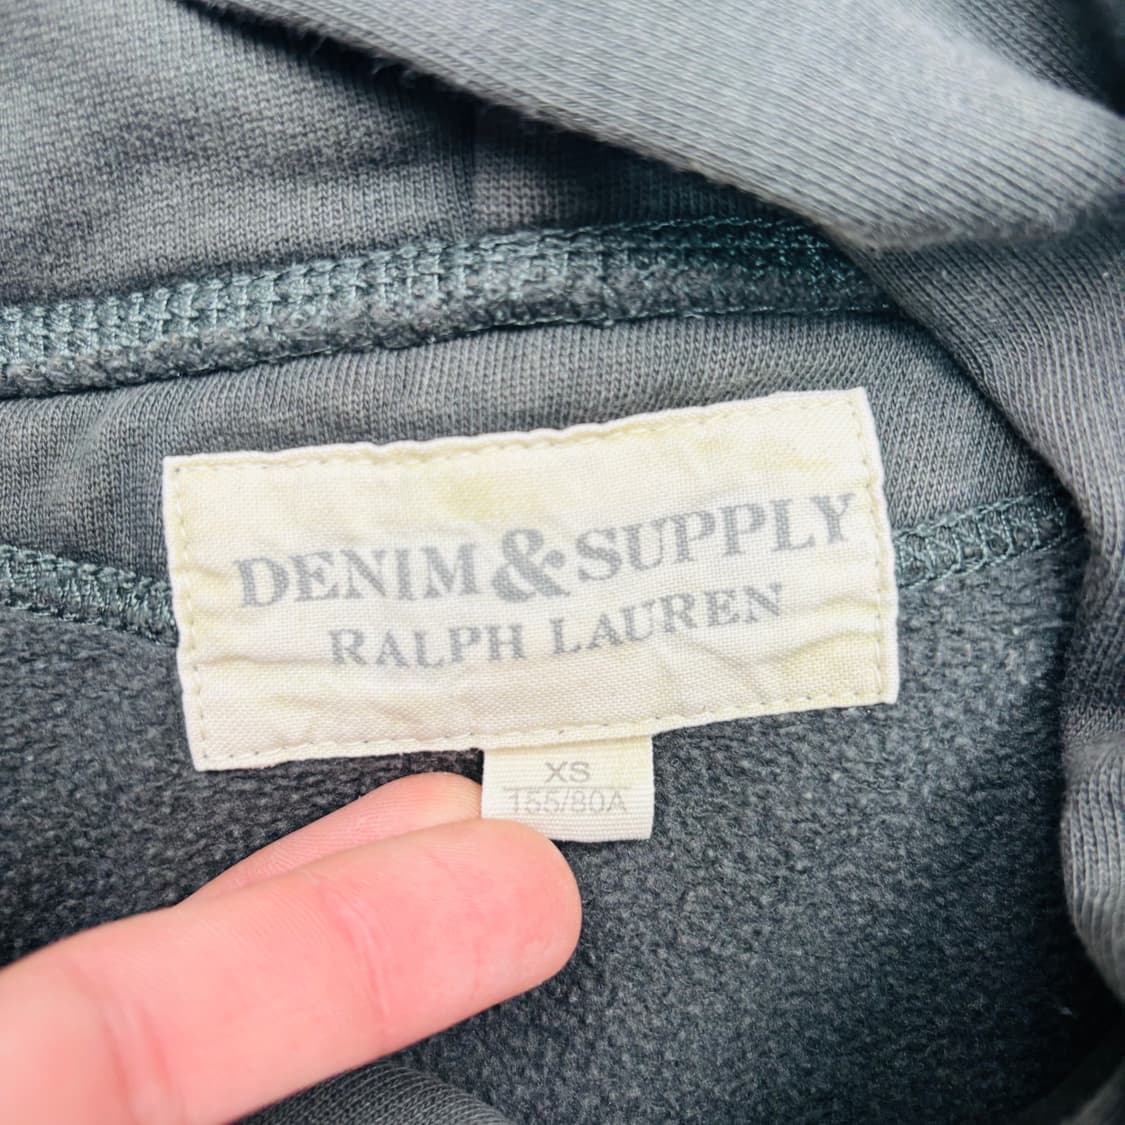 DENIM & SUPPLY
RALPH LAUREN
XS
155/80A